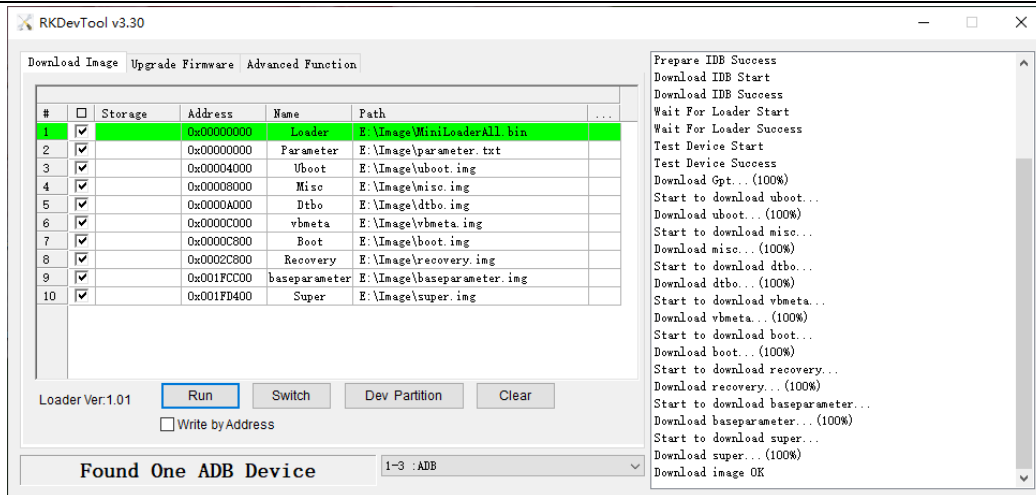 RKDevTool v3.30
Download Image Upgrade Firmware Advanced Function
# Storage Address Name Path ...
1 0x00000000 Loader E:\Image\MiniLoaderAll.bin
2 0x00000000 Parameter E:\Image\parameter.txt
3 0x00004000 Uboot E:\Image\uboot.img
4 0x00008000 Misc E:\Image\misc.img
5 0x0000A000 Dtbo E:\Image\dtbo.img
6 0x0000C000 vbmeta E:\Image\vbmeta.img
7 0x0000C800 Boot E:\Image\boot.img
8 0x0002C800 Recovery E:\Image\recovery.img
9 0x001FCC00 baseparameter E:\Image\baseparameter.img
10 0x001FD400 Super E:\Image\super.img
Loader Ver:1.01 Run Switch Dev Partition Clear
Write by Address
Found One ADB Device 1-3 :ADB
Prepare IDB Success
Download IDB Start
Download IDB Success
Wait For Loader Start
Wait For Loader Success
Test Device Start
Test Device Success
Download Gpt...(100%)
Start to download uboot...
Download uboot...(100%)
Start to download misc...
Download misc...(100%)
Start to download dtbo...
Download dtbo...(100%)
Start to download vbmeta...
Download vbmeta...(100%)
Start to download boot...
Download boot...(100%)
Start to download recovery...
Download recovery...(100%)
Start to download baseparameter...
Download baseparameter...(100%)
Start to download super...
Download super...(100%)
Download image OK